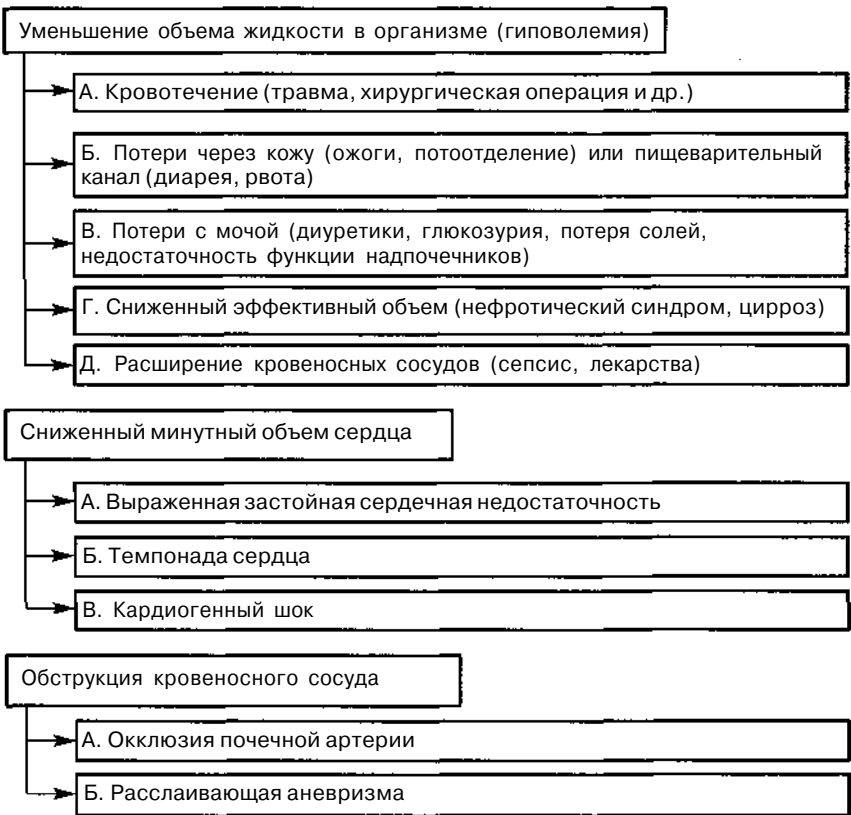 Уменьшение объема жидкости в организме (гиповолемия)
А. Кровотечение (травма, хирургическая операция и др.)
Б. Потери через кожу (ожоги, потоотделение) или пищеварительный
канал (диарея, рвота)
В. Потери с мочой (диуретики, глюкозурия, потеря солей,
недостаточность функции надпочечников)
Г. Сниженный эффективный объем (нефротический синдром, цирроз)
Д. Расширение кровеносных сосудов (сепсис, лекарства)
Сниженный минутный объем сердца
А. Выраженная застойная сердечная недостаточность
Б. Темпонада сердца
В. Кардиогенный шок
Обструкция кровеносного сосуда
А. Окклюзия почечной артерии
Б. Расслаивающая аневризма